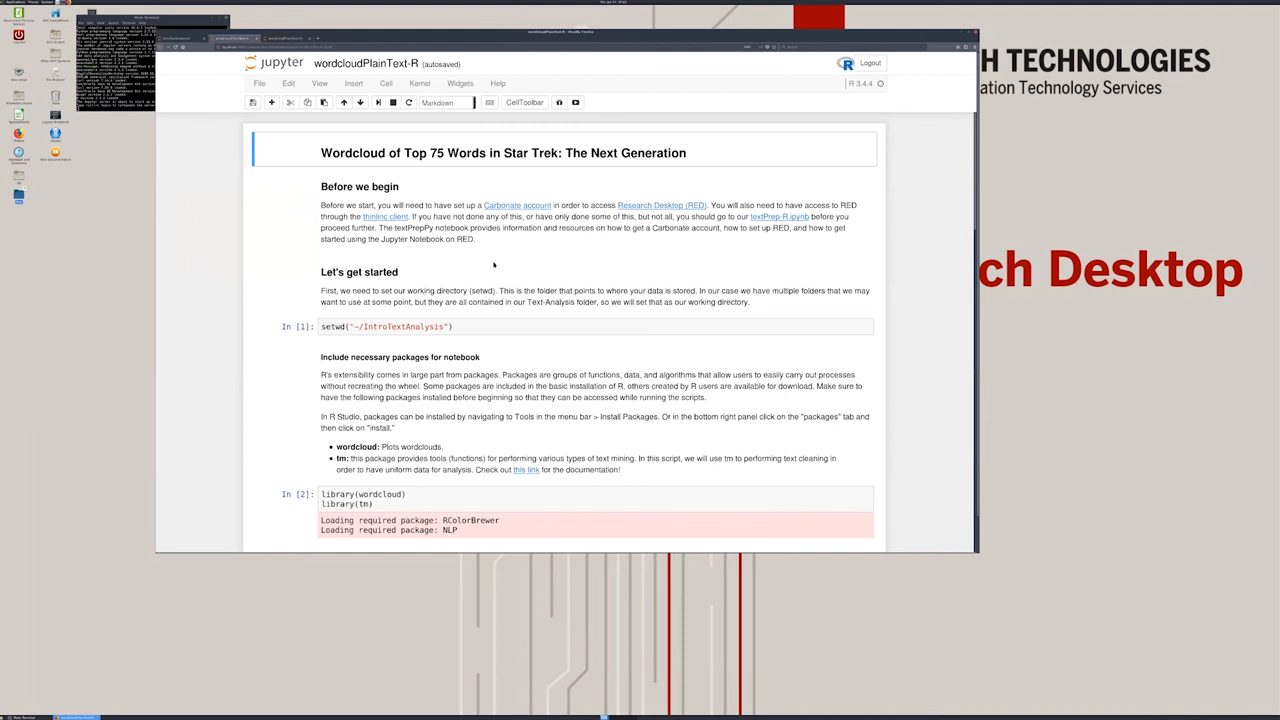 Applications Places System
Thu Jan 31
Main Terminal
wordcloudPlainText-R - Mozilla Firefox
jupyter wordcloudPlainText-R (autosaved)
Logout
File Edit View Insert Cell Kernel Widgets Help
R 3.4.4
Markdown
CellToolbar
Wordcloud of Top 75 Words in Star Trek: The Next Generation
Before we begin
Before we start, you will need to have set up a Carbonate account in order to access Research Desktop (RED). You will also need to have access to RED
through the thinlinc client. If you have not done any of this, or have only done some of this, but not all, you should go to our textPrep-R.ipynb before you
proceed further. The textPrepPy notebook provides information and resources on how to get a Carbonate account, how to set up RED, and how to get
started using the Jupyter Notebook on RED.
Let's get started
First, we need to set our working directory (setwd). This is the folder that points to where your data is stored. In our case we have multiple folders that we may
want to use at some point, but they are all contained in our Text-Analysis folder, so we will set that as our working directory.
In [1]: setwd("~/IntroTextAnalysis")
Include necessary packages for notebook
R's extensibility comes in large part from packages. Packages are groups of functions, data, and algorithms that allow users to easily carry out processes
without recreating the wheel. Some packages are included in the basic installation of R, others created by R users are available for download. Make sure to
have the following packages installed before beginning so that they can be accessed while running the scripts.
In R Studio, packages can be installed by navigating to Tools in the menu bar > Install Packages. Or in the bottom right panel click on the "packages" tab and
then click on "install."
• wordcloud: Plots wordclouds.
• tm: this package provides tools (functions) for performing various types of text mining. In this script, we will use tm to performing text cleaning in
order to have uniform data for analysis. Check out this link for the documentation!
In [2]: library(wordcloud)
library(tm)
Loading required package: RColorBrewer
Loading required package: NLP
H TECHNOLOGIES
ation Technology Services
ch Desktop